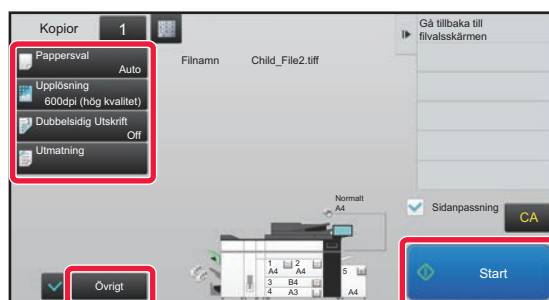 Kopior 1
Pappersval
Auto
Upplösning
600dpi (hög kvalitet)
Dubbelsidig Utskrift
Off
Utmatning
Övrigt
Filnamn Child_File2.tiff
Normalt
A4
1 2
A4 A4
3 B4
4 A3
5
A4
Gå tillbaka till
filvalsskärmen
Sidanpassning
CA
Start